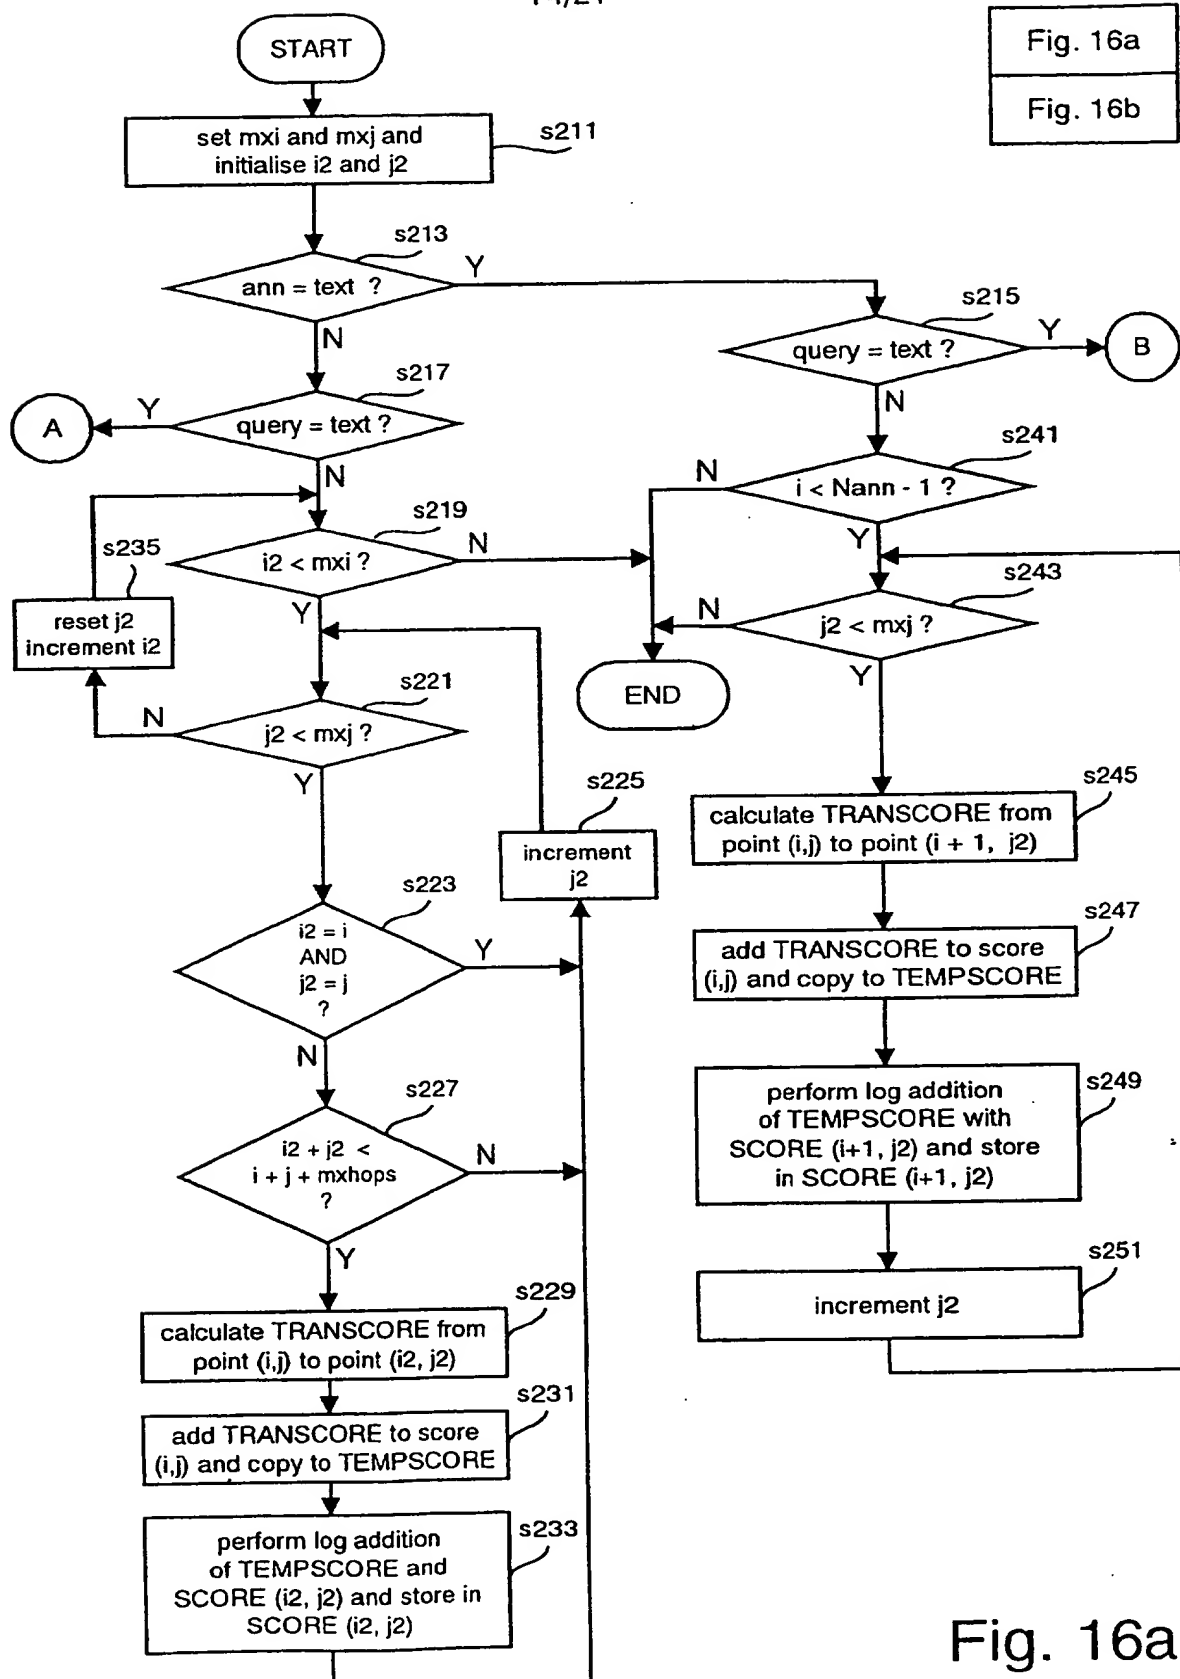 START
Fig. 16a
Fig. 16b
set mxi and mxj and
initialise i2 and j2
s211
s213
ann = text ?
Y
N
s215
query = text ?
Y
B
N
s217
query = text ?
Y
A
N
s241
i < Nann - 1 ?
N
Y
s219
i2 < mxi ?
N
Y
s235
reset j2
increment i2
s243
j2 < mxj ?
N
Y
END
s221
j2 < mxj ?
N
Y
s225
increment
j2
s245
calculate TRANSCORE from
point (i,j) to point (i + 1, j2)
s223
i2 = i
AND
j2 = j
?
Y
N
s247
add TRANSCORE to score
(i,j) and copy to TEMPSCORE
s227
i2 + j2 <
i + j + mxhops
?
N
Y
s249
perform log addition
of TEMPSCORE with
SCORE (i+1, j2) and store
in SCORE (i+1, j2)
s251
increment j2
s229
calculate TRANSCORE from
point (i,j) to point (i2, j2)
s231
add TRANSCORE to score
(i,j) and copy to TEMPSCORE
s233
perform log addition
of TEMPSCORE and
SCORE (i2, j2) and store in
SCORE (i2, j2)
Fig. 16a